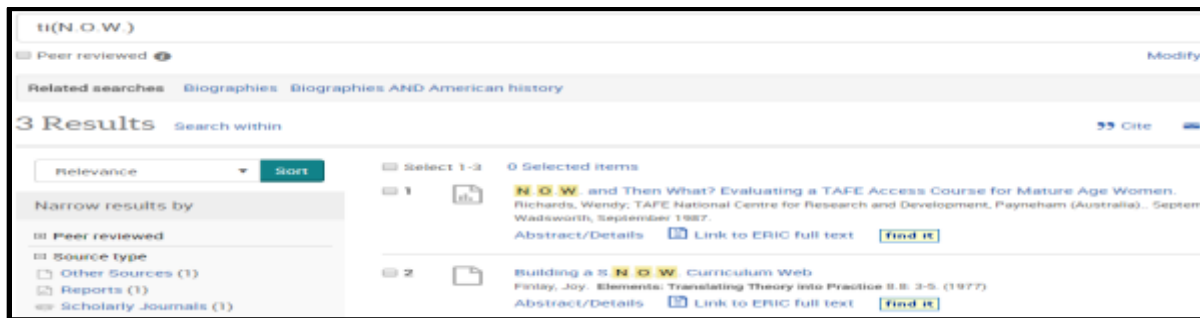 ti(N.O.W.)
Peer reviewed
Modify
Related searches Biographies Biographies AND American history
3 Results Search within
Cite
Relevance Sort
Select 1-3 0 Selected items
Narrow results by
Peer reviewed
Source type
Other Sources (1)
Reports (1)
Scholarly Journals (1)
1
N.O.W. and Then What? Evaluating a TAFE Access Course for Mature Age Women.
Richards, Wendy; TAFE National Centre for Research and Development, Payneham (Australia)., Septem
Wadsworth, September 1987.
Abstract/Details Link to ERIC full text find it
2
Building a S.N.O.W. Curriculum Web
Finlay, Joy. Elements: Translating Theory into Practice 8.8: 3-5. (1977)
Abstract/Details Link to ERIC full text find it